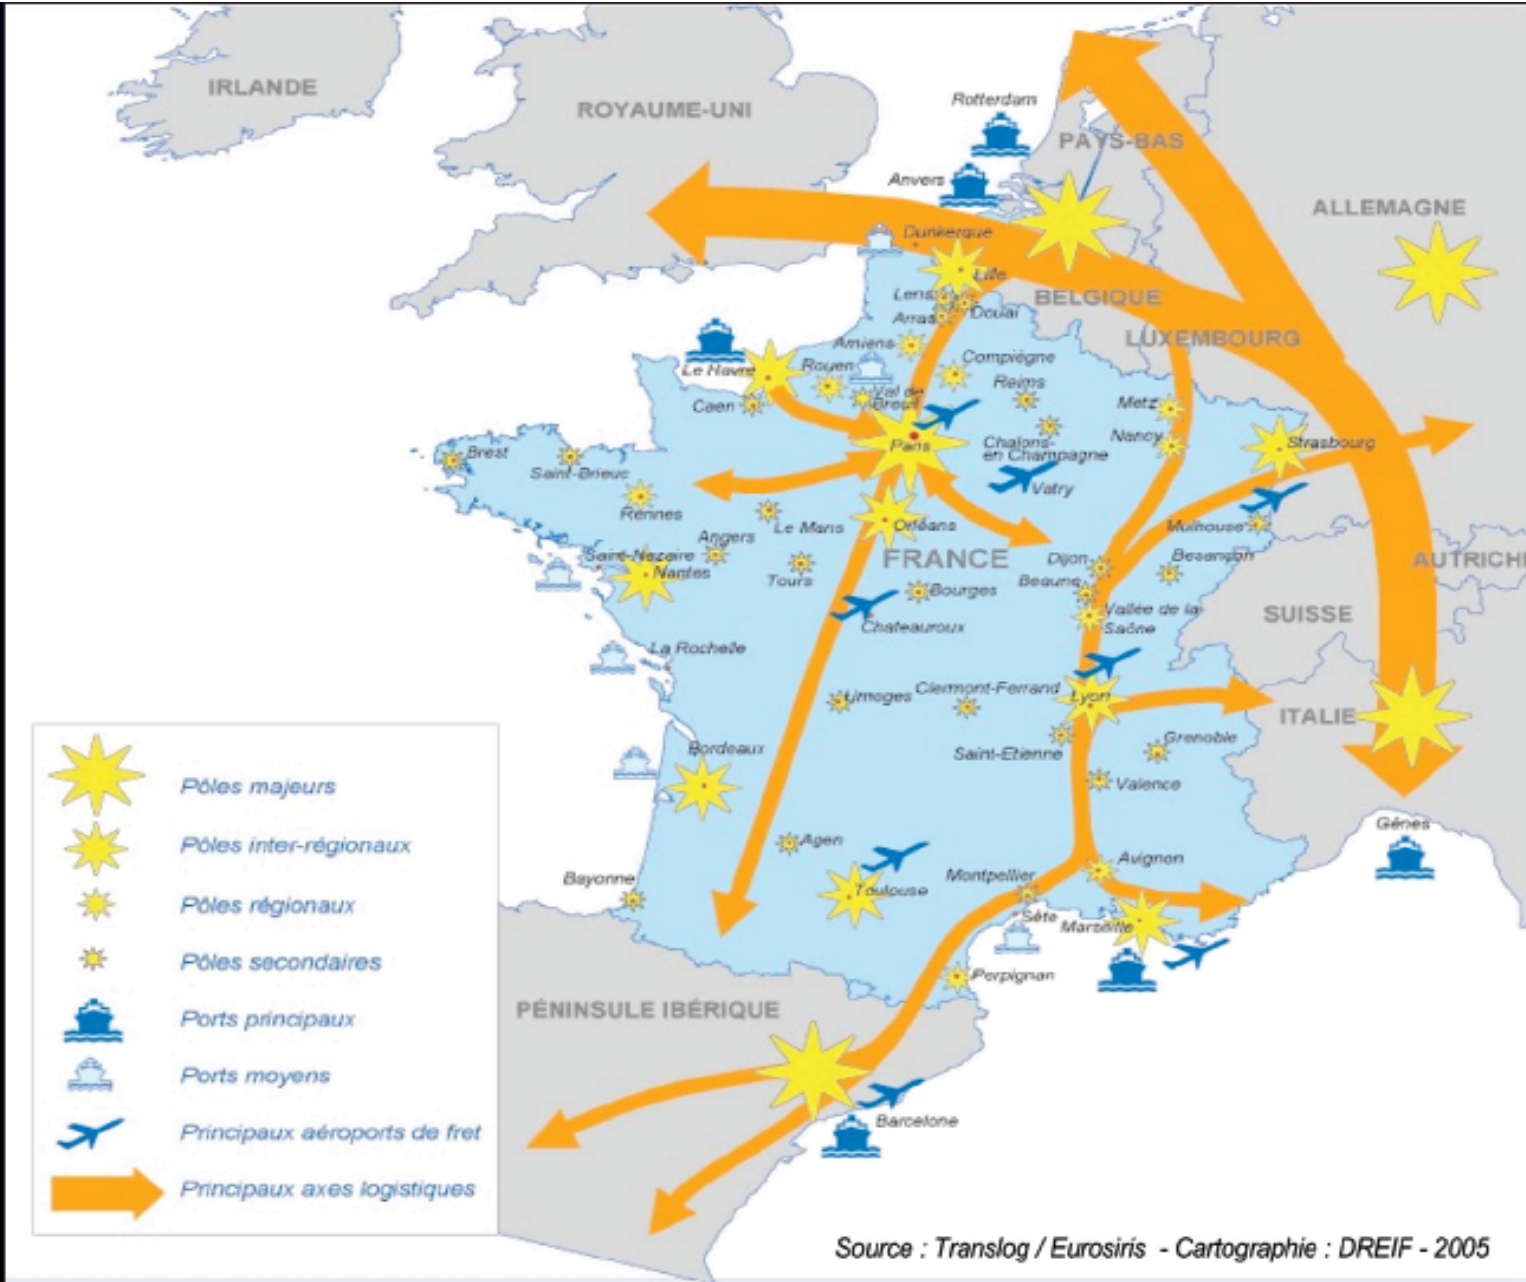 IRLANDE
ROYAUME-UNI
Rotterdam
PAYS-BAS
Anvers
ALLEMAGNE
Dunkerque
Lille
Lens
BELGIQUE
Arras
Douai
LUXEMBOURG
Amiens
Compiègne
Le Havre
Rouen
Reims
Caen
Val de
Breuil
Metz
Nancy
Paris
Chalons-
en Champagne
Strasbourg
Brest
Saint-Brieuc
Vatry
Rennes
Le Mans
Orléans
Mulhouse
Angers
Saint-Nazaire
Nantes
FRANCE
Dijon
Besançon
AUTRICHE
Tours
Bourges
Beaune
Vallée de la
Saône
SUISSE
Chateauroux
La Rochelle
Limoges
Clermont-Ferrand
Lyon
ITALIE
Bordeaux
Saint-Etienne
Grenoble
Valence
Gênes
Agen
Avignon
Bayonne
Toulouse
Montpellier
Sète
Marseille
Perpignan
PÉNINSULE IBÉRIQUE
Barcelone
Pôles majeurs
Pôles inter-régionaux
Pôles régionaux
Pôles secondaires
Ports principaux
Ports moyens
Principaux aéroports de fret
Principaux axes logistiques
Source : Translog / Eurosiris - Cartographie : DREIF - 2005